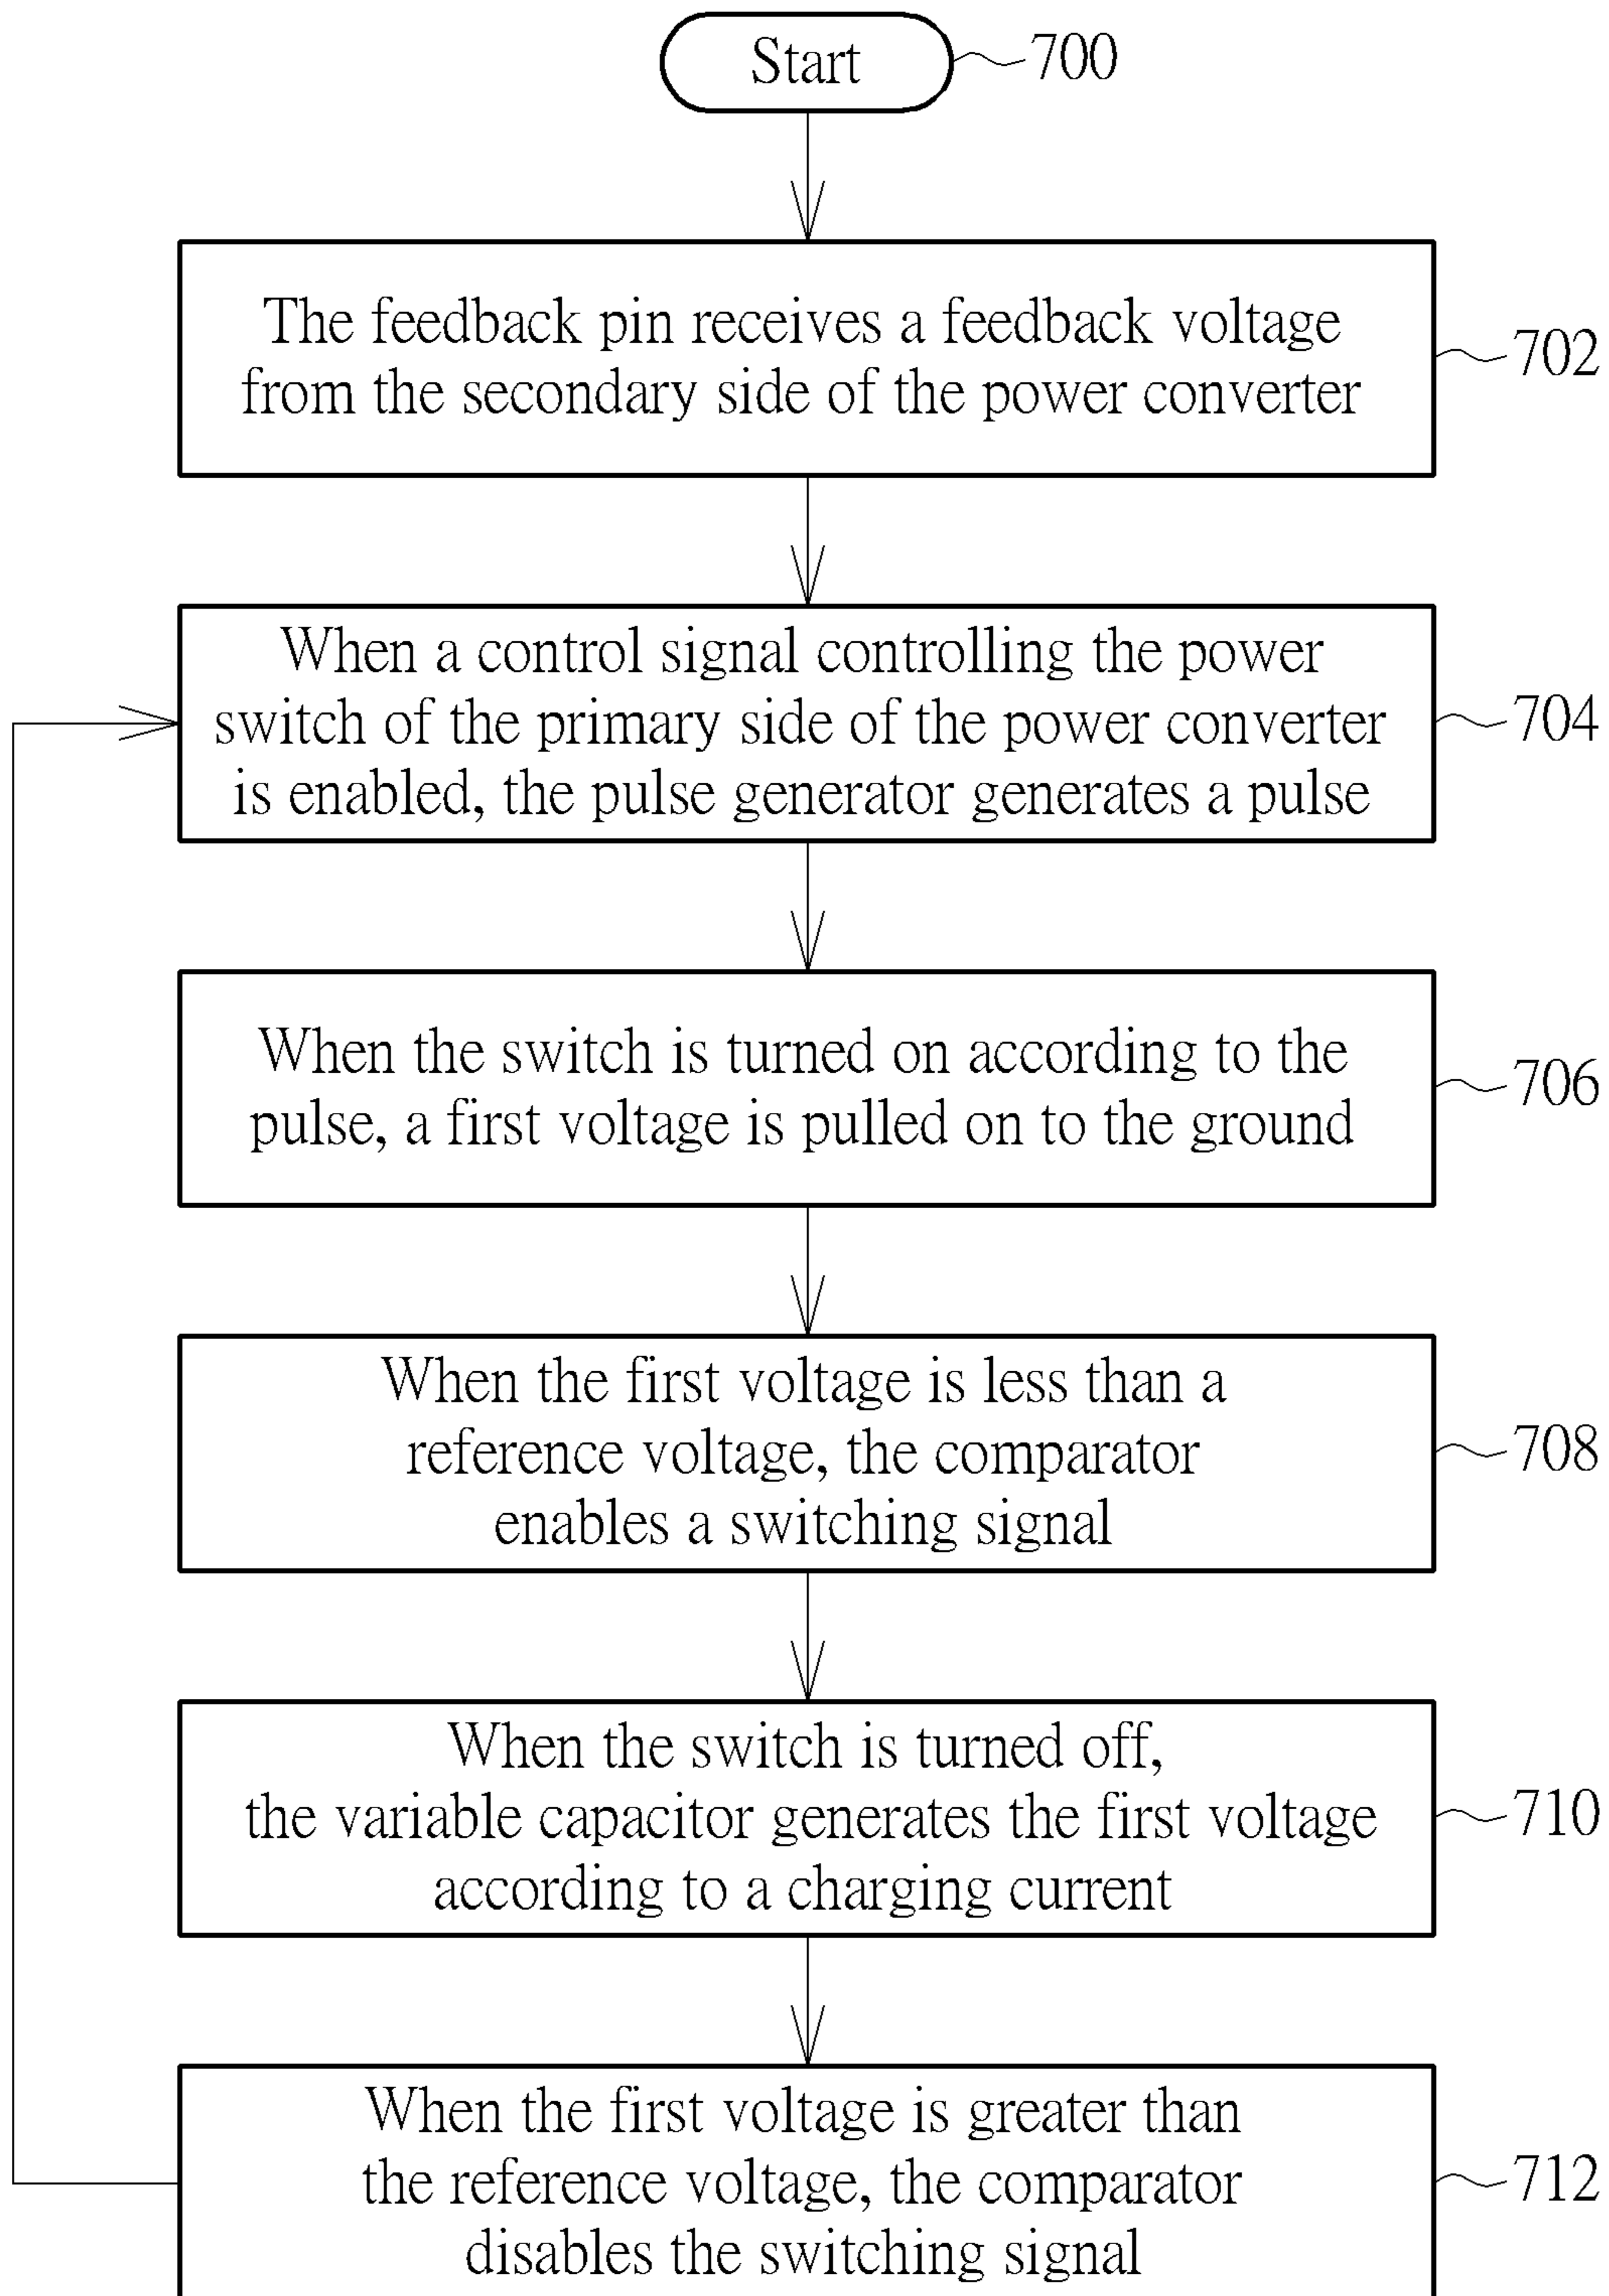 Start
700
The feedback pin receives a feedback voltage
from the secondary side of the power converter
702
When a control signal controlling the power
switch of the primary side of the power converter
is enabled, the pulse generator generates a pulse
704
When the switch is turned on according to the
pulse, a first voltage is pulled on to the ground
706
When the first voltage is less than a
reference voltage, the comparator
enables a switching signal
708
When the switch is turned off,
the variable capacitor generates the first voltage
according to a charging current
710
When the first voltage is greater than
the reference voltage, the comparator
disables the switching signal
712